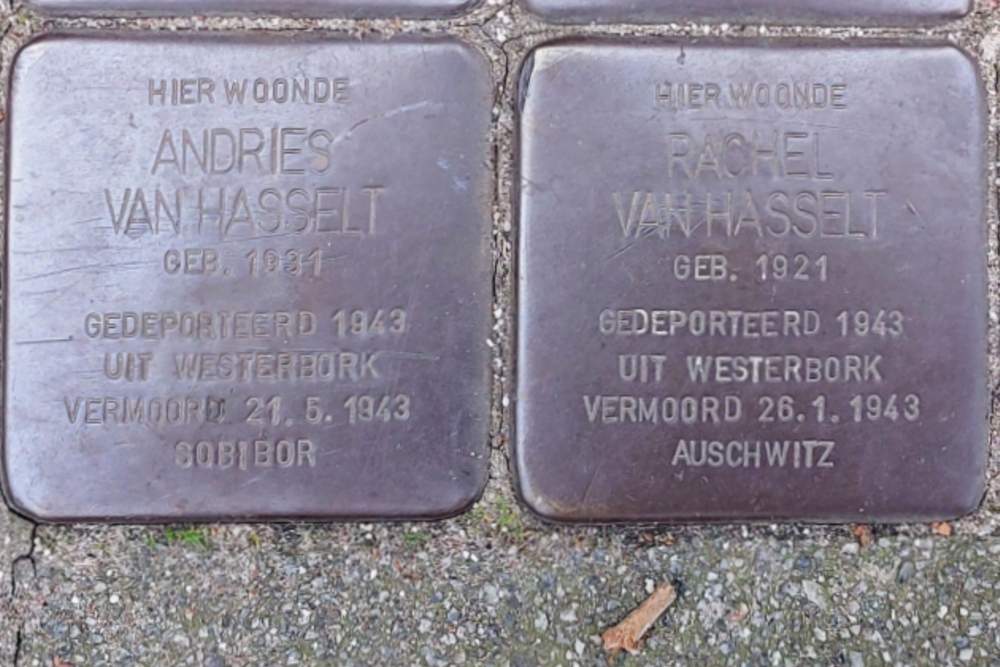 HIER WOONDE
ANDRIES
VAN HASSELT
GEB. 1931
GEDEPORTEERD 1943
UIT WESTERBORK
VERMOORD 21. 5. 1943
SOBIBOR
HIER WOONDE
RACHEL
VAN HASSELT
GEB. 1921
GEDEPORTEERD 1943
UIT WESTERBORK
VERMOORD 26.1. 1943
AUSCHWITZ